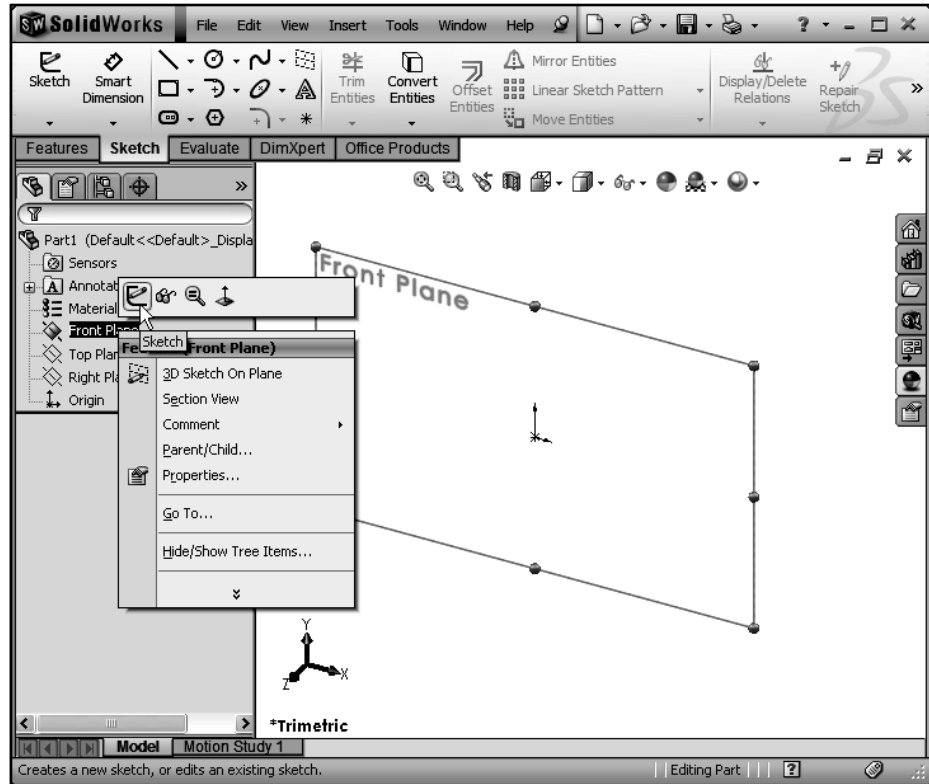 SW SolidWorks File Edit View Insert Tools Window Help ?
Sketch Smart Dimension Trim Entities Convert Entities Offset Entities Mirror Entities Linear Sketch Pattern Move Entities Display/Delete Relations Repair Sketch
Features Sketch Evaluate DimXpert Office Products
Part1 (Default<<Default>_Displa
Sensors
Annotat
Material
Front Plane
Top Plan
Right Pla
Origin
Sketch
Fe (Front Plane)
3D Sketch On Plane
Section View
Comment
Parent/Child...
Properties...
Go To...
Hide/Show Tree Items...
Front Plane
Y
X
Z
*Trimetric
Model Motion Study 1
Creates a new sketch, or edits an existing sketch. Editing Part ?